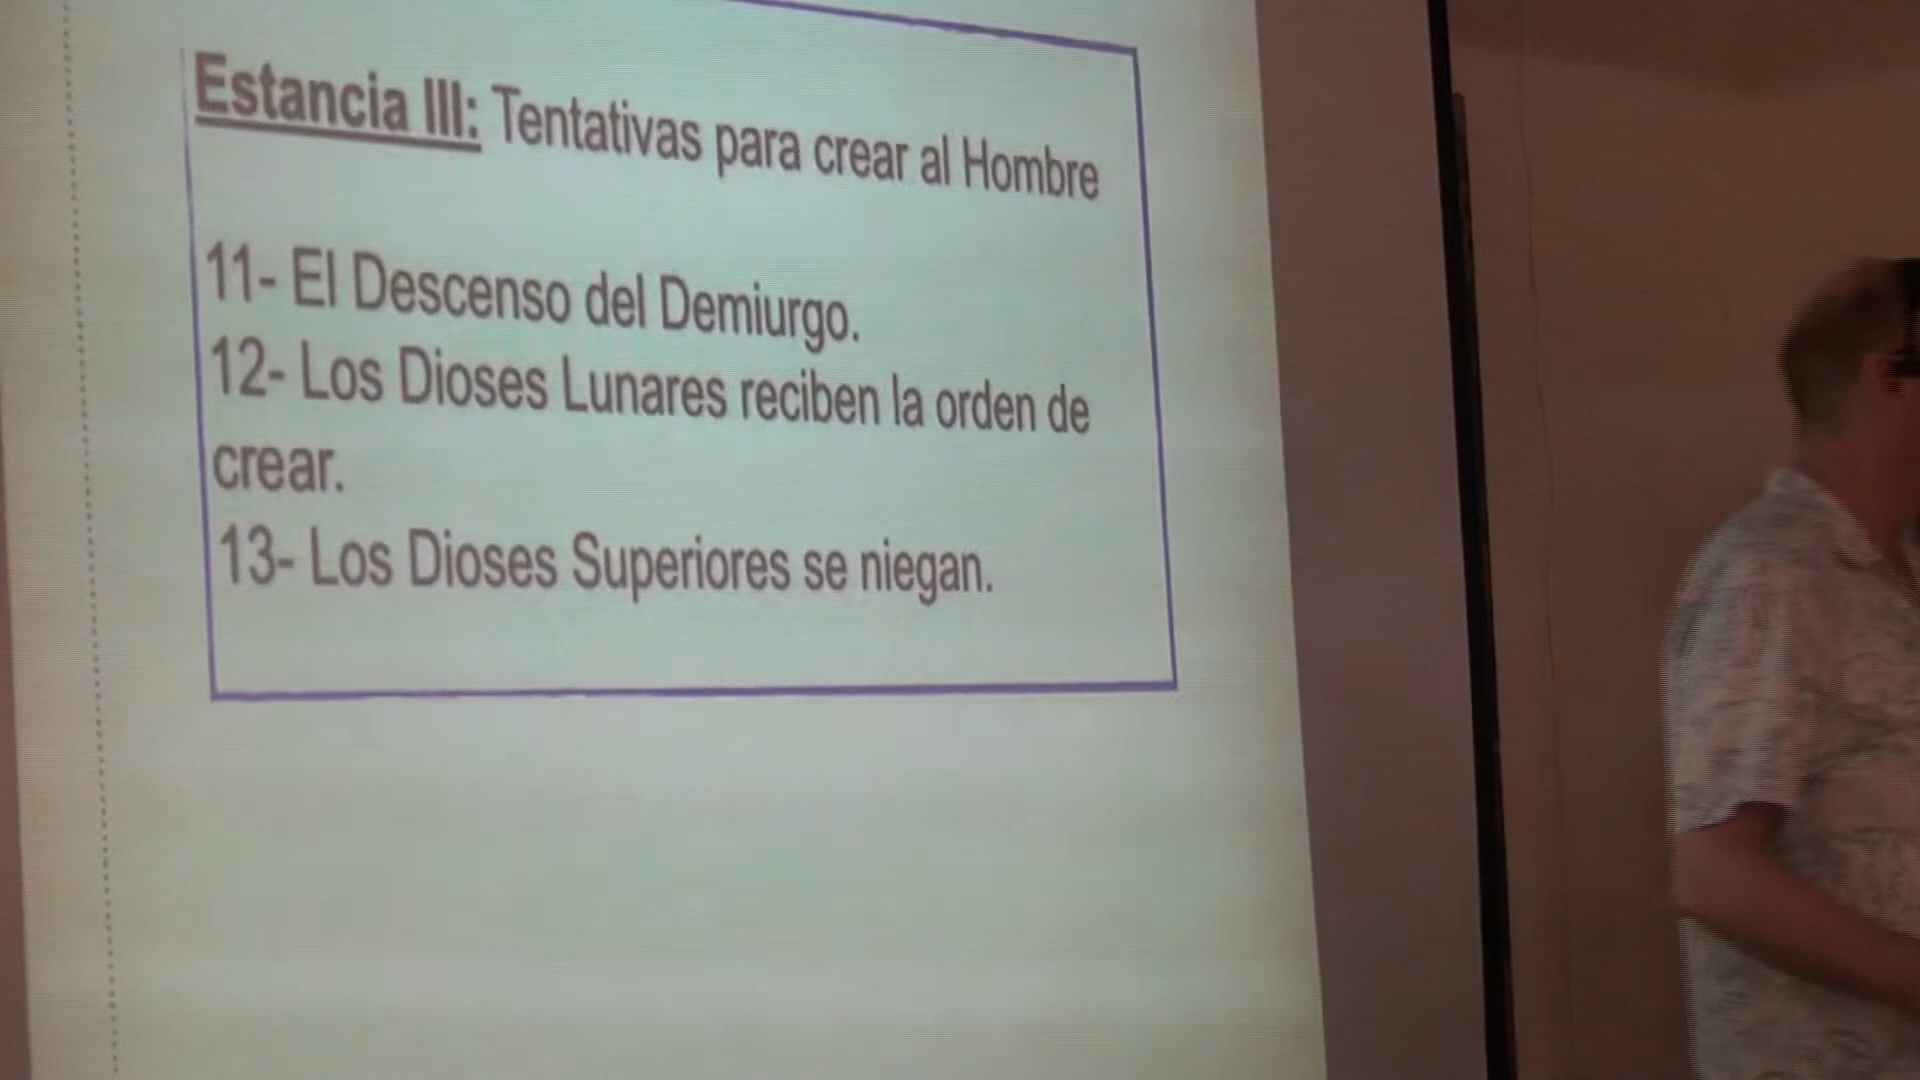 Estancia III: Tentativas para crear al Hombre
11- El Descenso del Demiurgo.
12- Los Dioses Lunares reciben la orden de
crear.
13- Los Dioses Superiores se niegan.